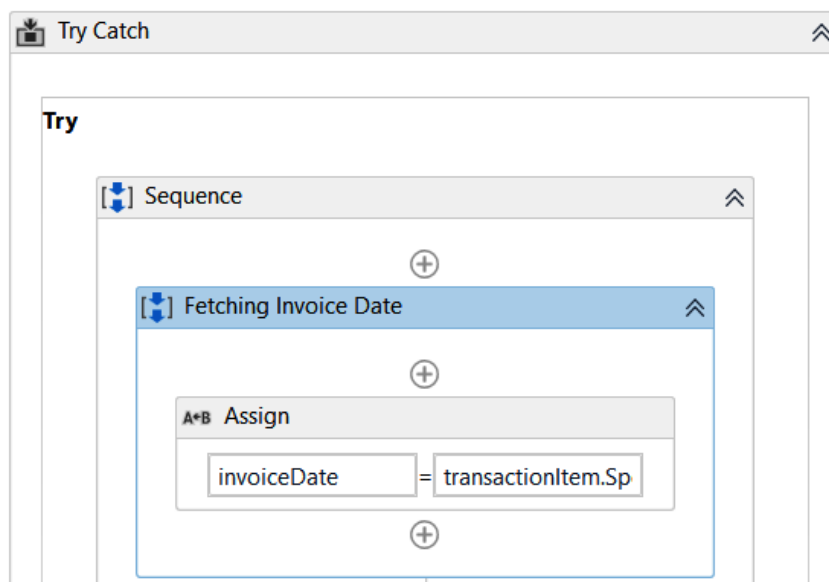 Try Catch
Try
Sequence
Fetching Invoice Date
A←B Assign
invoiceDate = transactionItem.Sp